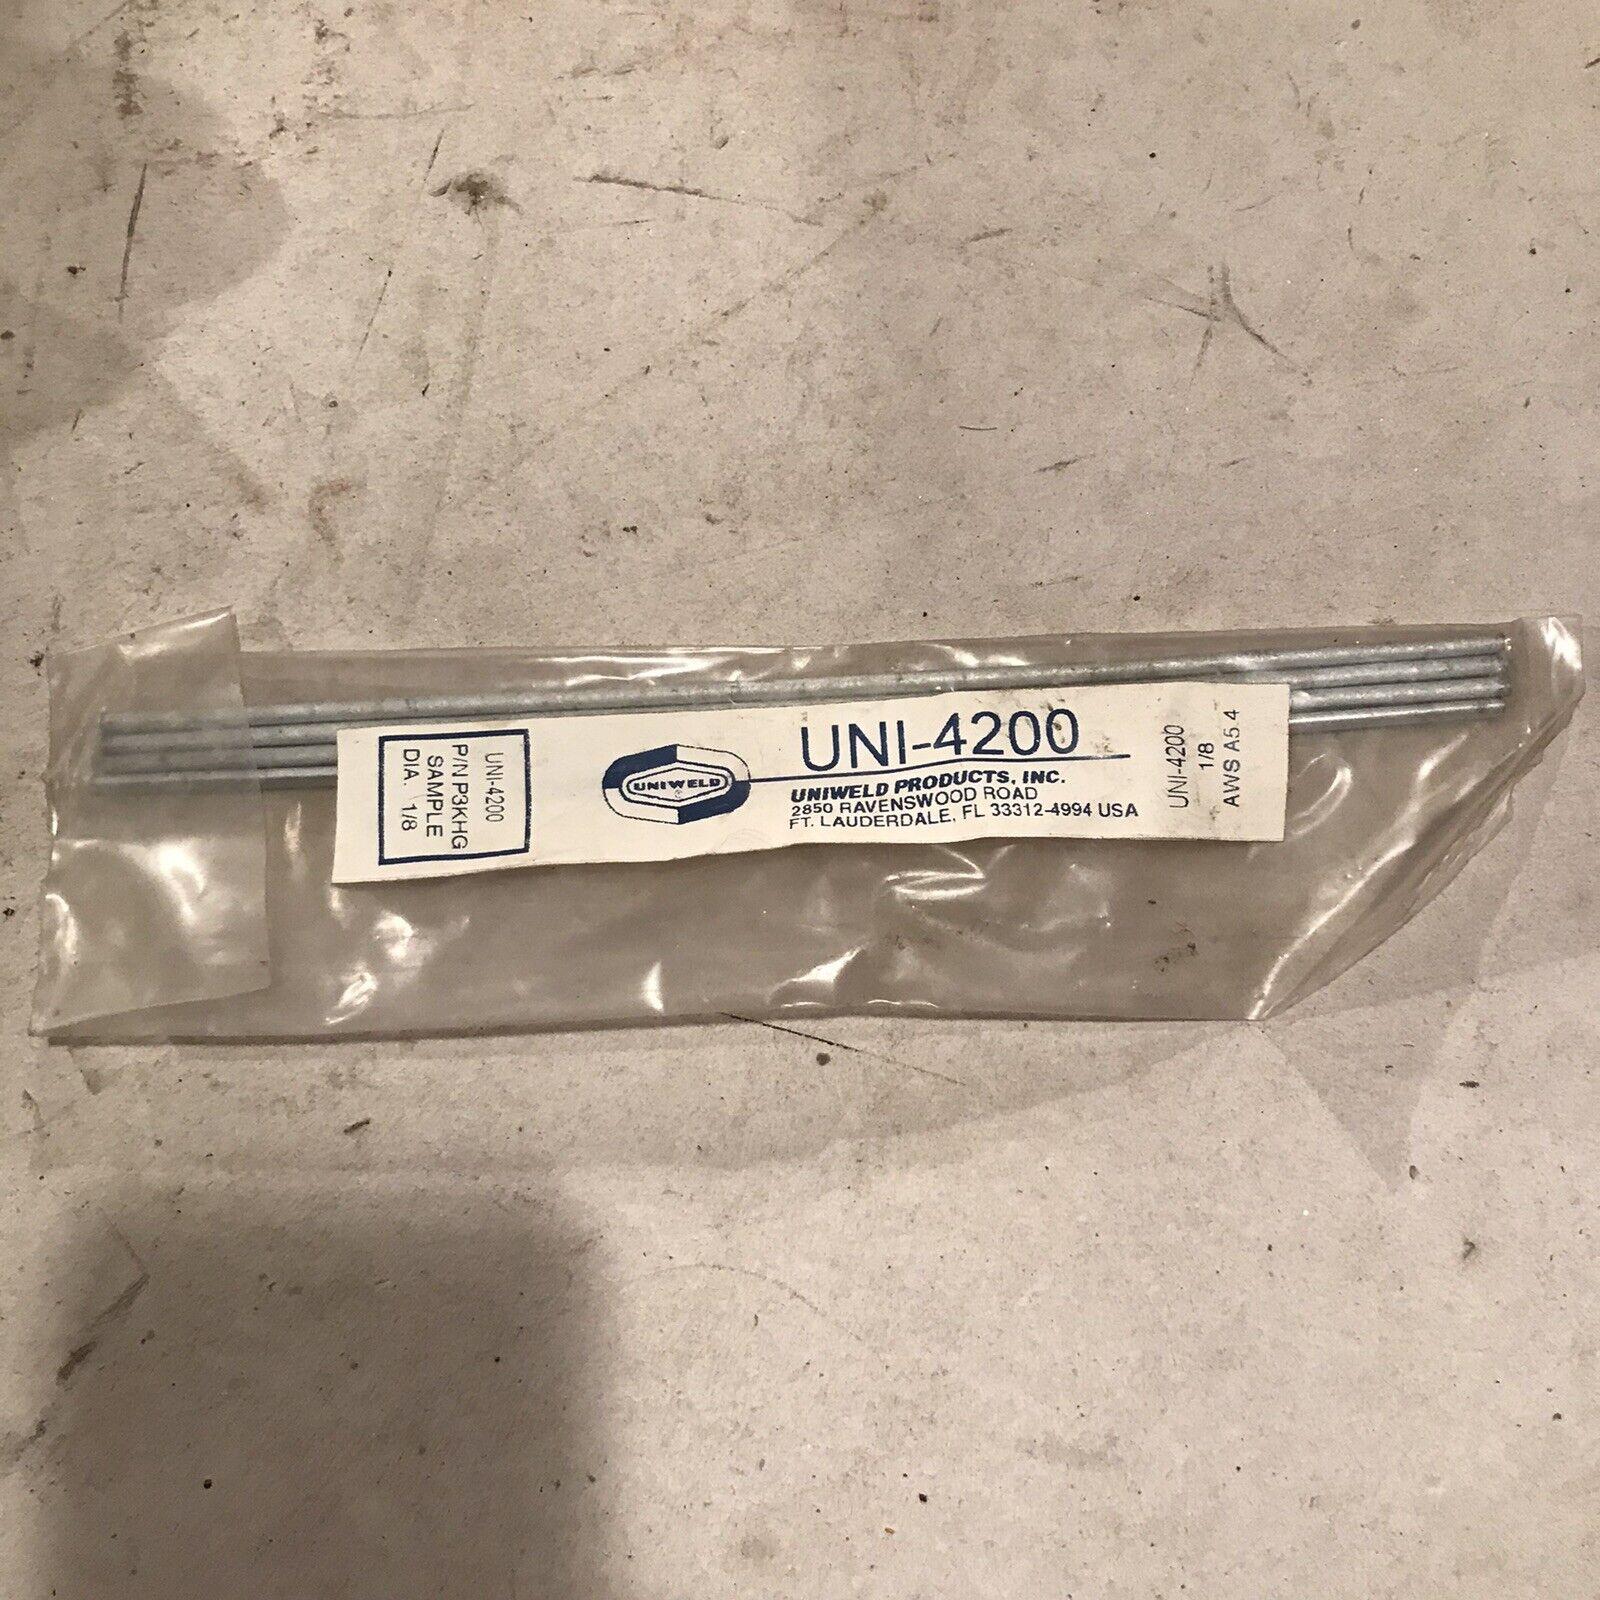 UNI-4200
P/N P3KHG
SAMPLE
DIA. 1/8
UNIWELD
®
UNI-4200
UNIWELD PRODUCTS, INC.
2850 RAVENSWOOD ROAD
FT. LAUDERDALE, FL 33312-4994 USA
UNI-4200
1/8
AWS A5.4